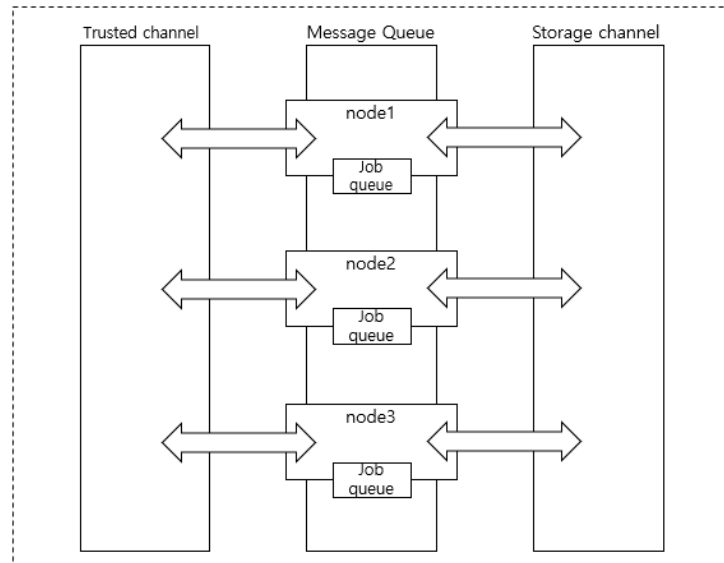 Trusted channel
Message Queue
Storage channel
node1
Job
queue
node2
Job
queue
node3
Job
queue